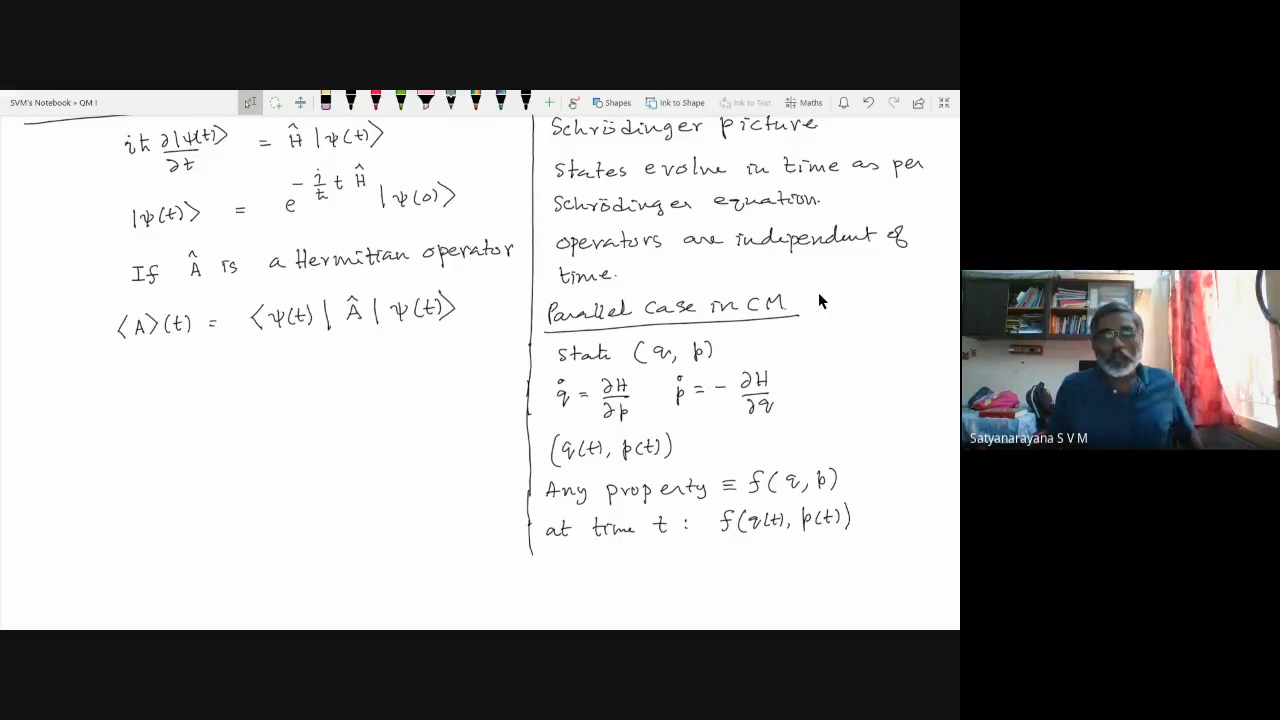 SVM's Notebook » QM I
Shapes
Ink to Shape
Ink to Text
Maths
iħ ∂|ψ(t)⟩/∂t = Ĥ |ψ(t)⟩
|ψ(t)⟩ = e^{-i/ħ t Ĥ} |ψ(0)⟩
If Â is a Hermitian operator
⟨A⟩(t) = ⟨ψ(t)| Â |ψ(t)⟩
Schrödinger picture
States evolve in time as per
Schrödinger equation.
operators are independent of
time.
Parallel case in CM
State (q, p)
q̇ = ∂H/∂p ṗ = - ∂H/∂q
(q(t), p(t))
Any property ≡ f(q, p)
at time t : f(q(t), p(t))
Satyanarayana S V M